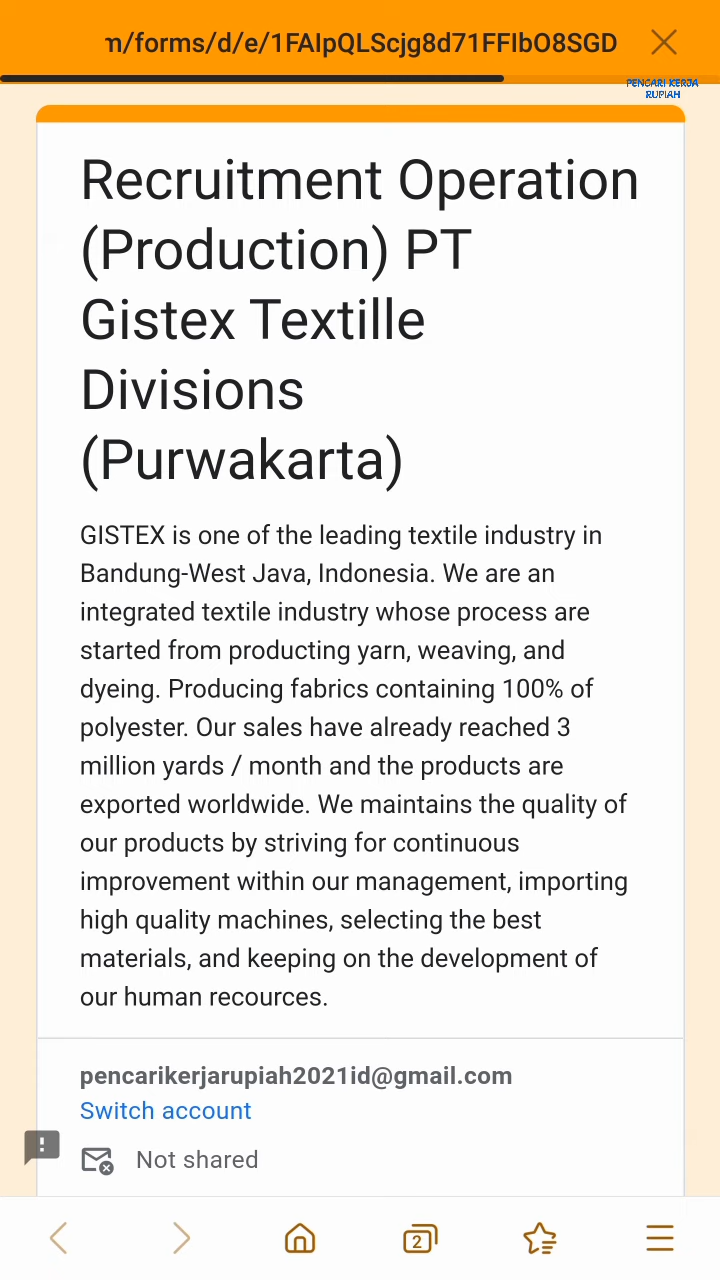 m/forms/d/e/1FAIpQLScjg8d71FFIbO8SGD
PENCARI KERJA
RUPIAH
Recruitment Operation
(Production) PT
Gistex Textille
Divisions
(Purwakarta)
GISTEX is one of the leading textile industry in
Bandung-West Java, Indonesia. We are an
integrated textile industry whose process are
started from producting yarn, weaving, and
dyeing. Producing fabrics containing 100% of
polyester. Our sales have already reached 3
million yards / month and the products are
exported worldwide. We maintains the quality of
our products by striving for continuous
improvement within our management, importing
high quality machines, selecting the best
materials, and keeping on the development of
our human recources.
pencarikerjarupiah2021id@gmail.com
Switch account
Not shared
2